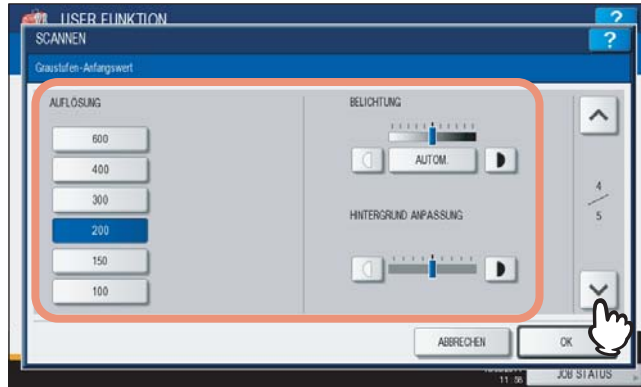 USER FUNKTION
?
SCANNEN
?
Graustufen-Anfangswert
AUFLÖSUNG
600
400
300
200
150
100
BELICHTUNG
AUTOM.
HINTERGRUND ANPASSUNG
4
5
ABBRECHEN
OK
11:56
JOB STATUS